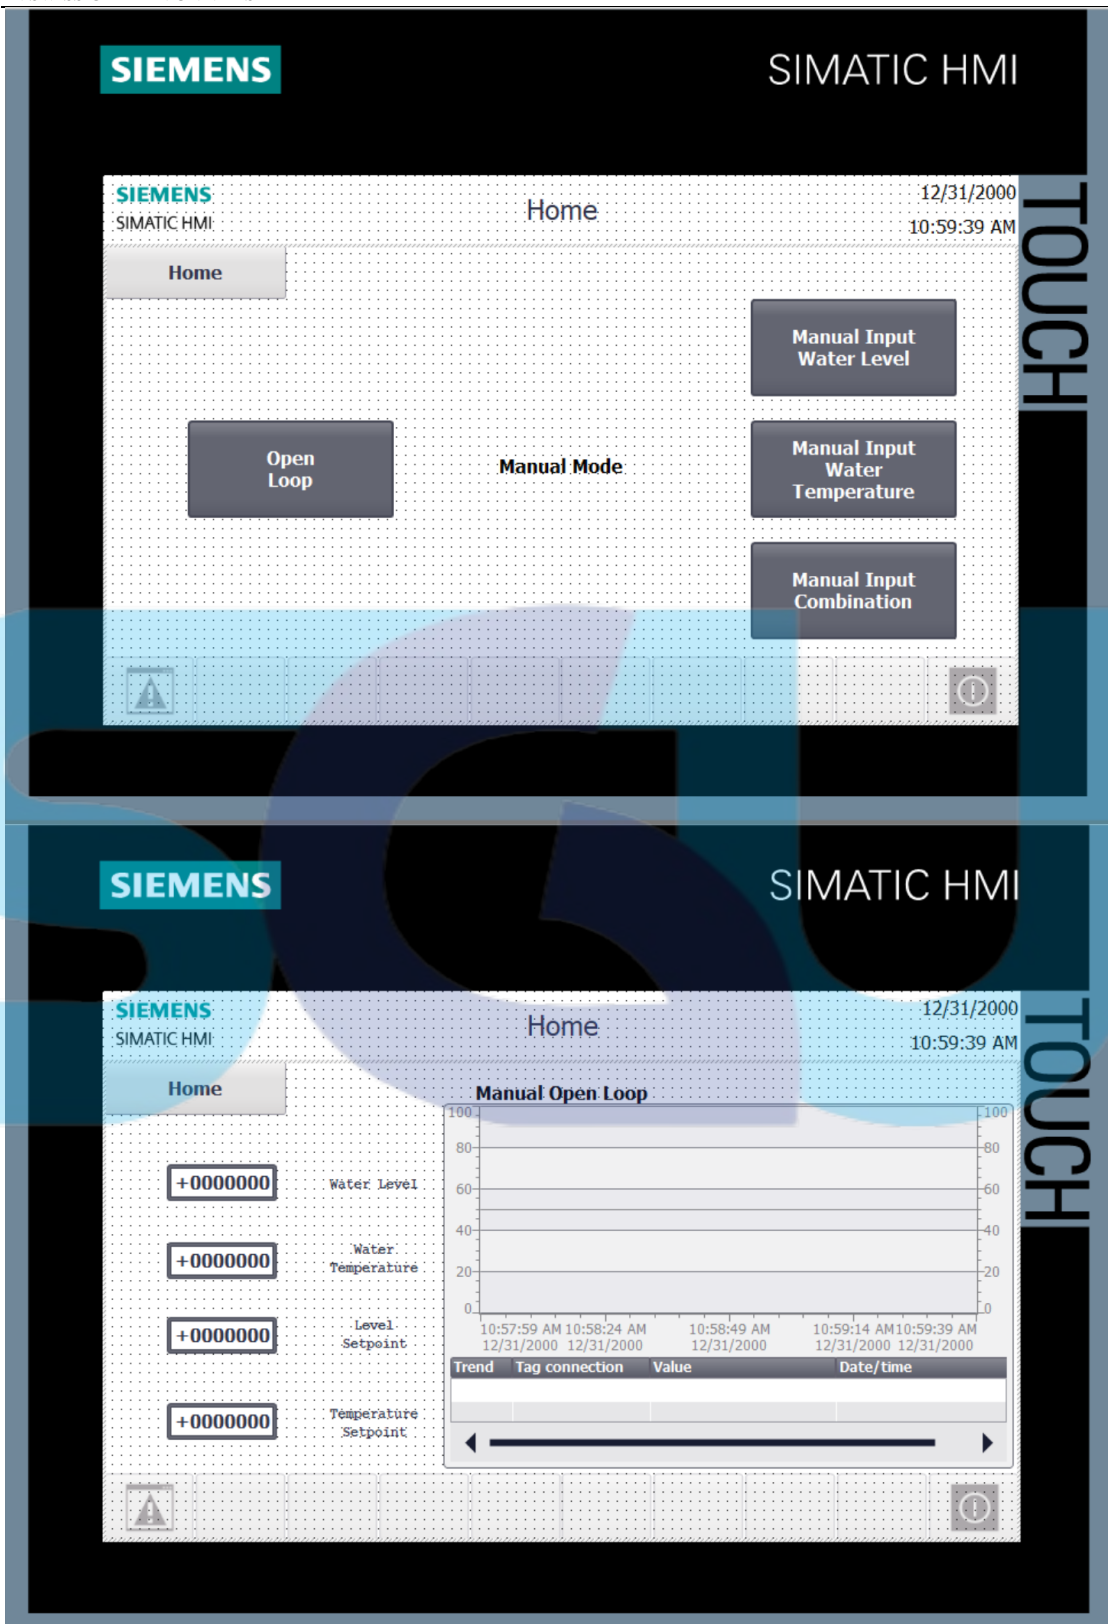 SIEMENS
SIMATIC HMI
SIEMENS
SIMATIC HMI
Home
12/31/2000
10:59:39 AM
TOUCH
Home
Manual Input
Water Level
Open
Loop
Manual Mode
Manual Input
Water
Temperature
Manual Input
Combination
SIEMENS
SIMATIC HMI
SIEMENS
SIMATIC HMI
Home
12/31/2000
10:59:39 AM
TOUCH
Home
Manual Open Loop
100
100
80
80
+0000000
Water Level
60
60
40
40
+0000000
Water
Temperature
20
20
0
0
+0000000
Level
Setpoint
10:57:59 AM 10:58:24 AM 10:58:49 AM 10:59:14 AM 10:59:39 AM
12/31/2000 12/31/2000 12/31/2000 12/31/2000 12/31/2000
Trend Tag connection Value Date/time
+0000000
Temperature
Setpoint
SGU